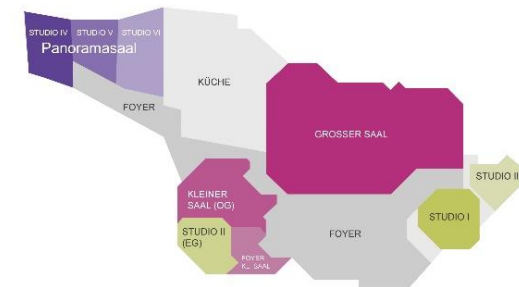 STUDIO IV STUDIO V STUDIO VI
Panoramasaal
KÜCHE
FOYER
GROSSER SAAL
STUDIO II
KLEINER
SAAL (OG)
STUDIO I
STUDIO II
(EG)
FOYER
FOYER
KL. SAAL